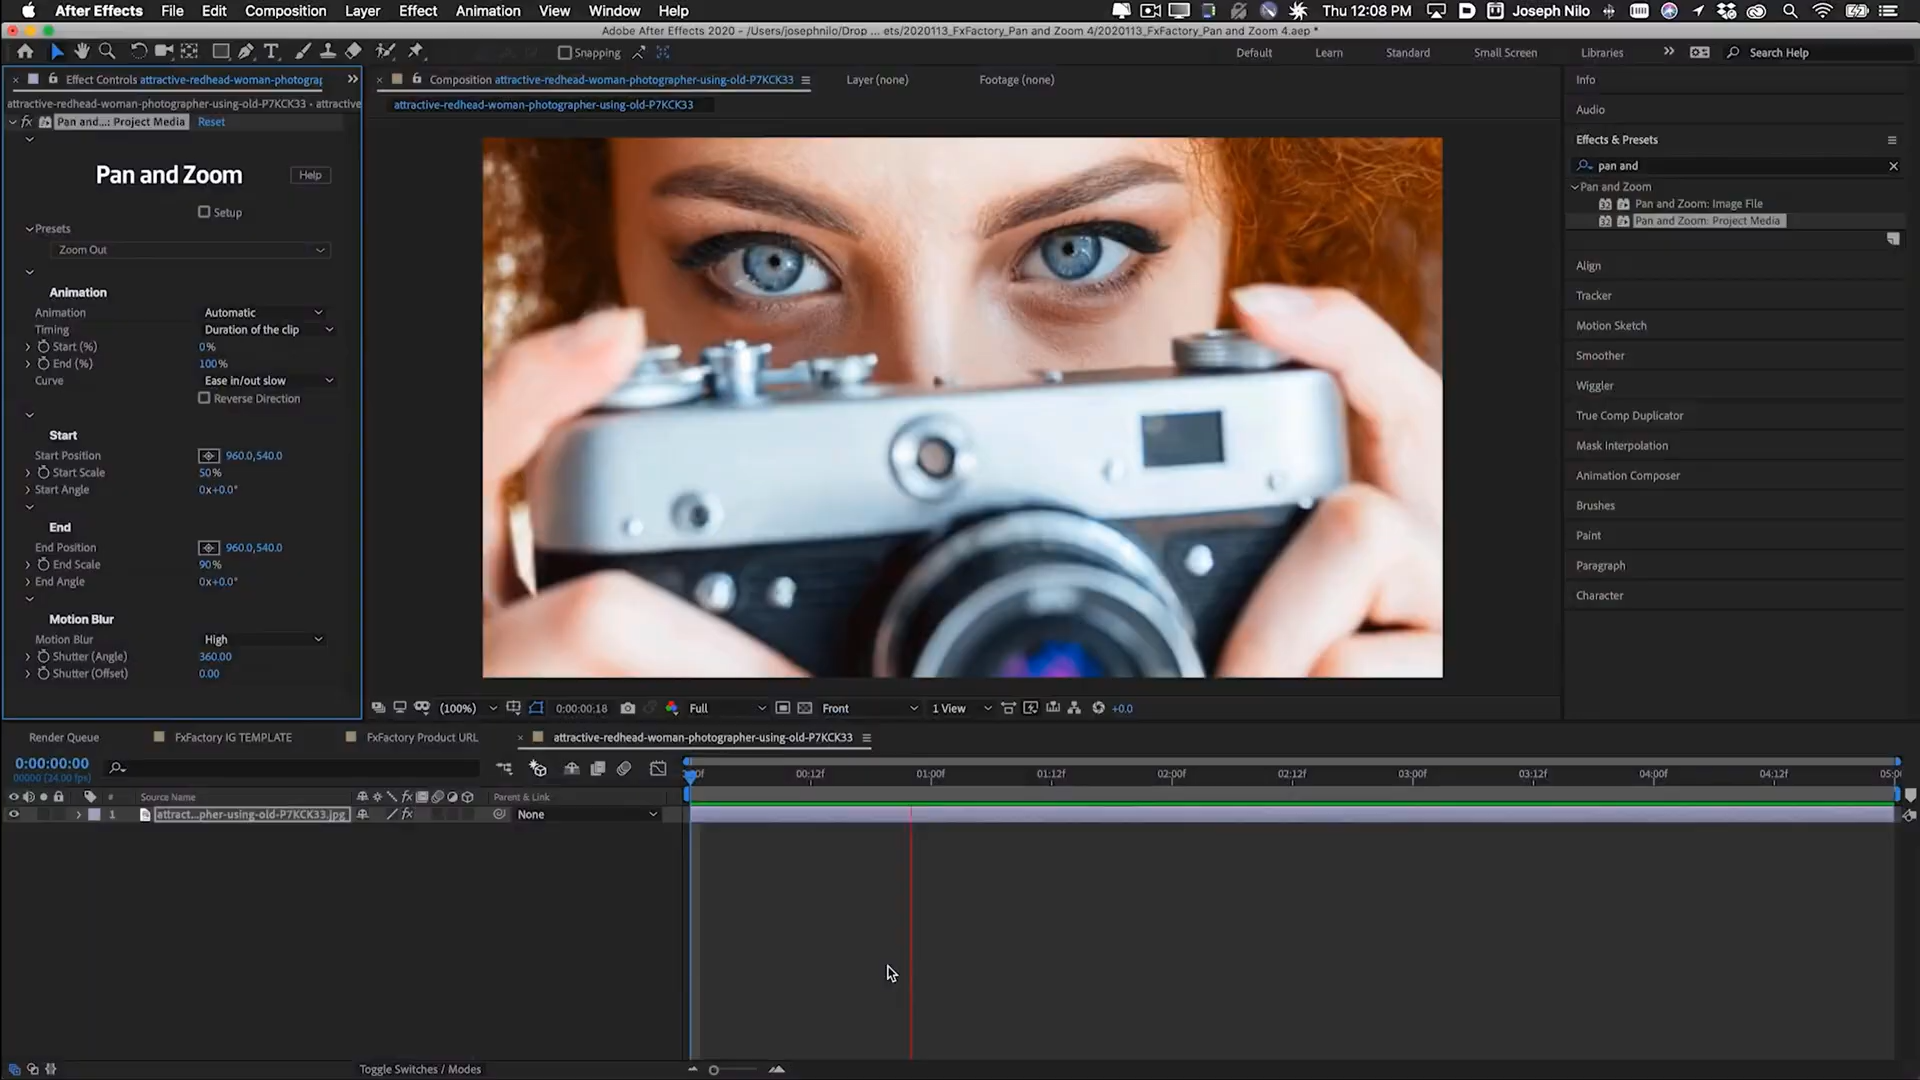 After Effects File Edit Composition Layer Effect Animation View Window Help Thu 12:08 PM Joseph Nilo
Adobe After Effects 2020 - /Users/josephnilo/Drop ... ets/2020113_FxFactory_Pan and Zoom 4/2020113_FxFactory_Pan and Zoom 4.aep *
Snapping Default Learn Standard Small Screen Libraries Search Help
Effect Controls attractive-redhead-woman-photograp
Composition attractive-redhead-woman-photographer-using-old-P7KCK33
Layer (none)
Footage (none)
Info
attractive-redhead-woman-photographer-using-old-P7KCK33 • attractive
attractive-redhead-woman-photographer-using-old-P7KCK33
Audio
fx Pan and...: Project Media Reset
Effects & Presets
pan and
Pan and Zoom
Pan and Zoom: Image File
Pan and Zoom: Project Media
Align
Tracker
Motion Sketch
Smoother
Wiggler
True Comp Duplicator
Mask Interpolation
Animation Composer
Brushes
Paint
Paragraph
Character
Pan and Zoom Help
Setup
Presets
Zoom Out
Animation
Animation Automatic
Timing Duration of the clip
Start (%) 0%
End (%) 100%
Curve Ease in/out slow
Reverse Direction
Start
Start Position 960.0,540.0
Start Scale 50%
Start Angle 0x+0.0°
End
End Position 960.0,540.0
End Scale 90%
End Angle 0x+0.0°
Motion Blur
Motion Blur High
Shutter (Angle) 360.00
Shutter (Offset) 0.00
(100%) 0:00:00:18 Full Front 1 View +0.0
Render Queue FxFactory IG TEMPLATE FxFactory Product URL attractive-redhead-woman-photographer-using-old-P7KCK33
0:00:00:00
00000 (24.00 fps)
00:12f 01:00f 01:12f 02:00f 02:12f 03:00f 03:12f 04:00f 04:12f
# Source Name fx Parent & Link
1 attract...pher-using-old-P7KCK33.jpg fx None
Toggle Switches / Modes